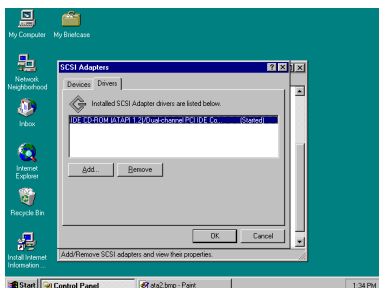 My Computer
My Briefcase
Network
Neighborhood
Inbox
Internet
Explorer
Recycle Bin
Install Internet
Information ...
SCSI Adapters
Devices
Drivers
Installed SCSI Adapter drivers are listed below.
IDE CD-ROM (ATAPI 1.2)/Dual-channel PCI IDE Co... (Started)
Add...
Remove
OK
Cancel
Add/Remove SCSI adapters and view their properties.
Start
Control Panel
ata2.bmp - Paint
1:34 PM